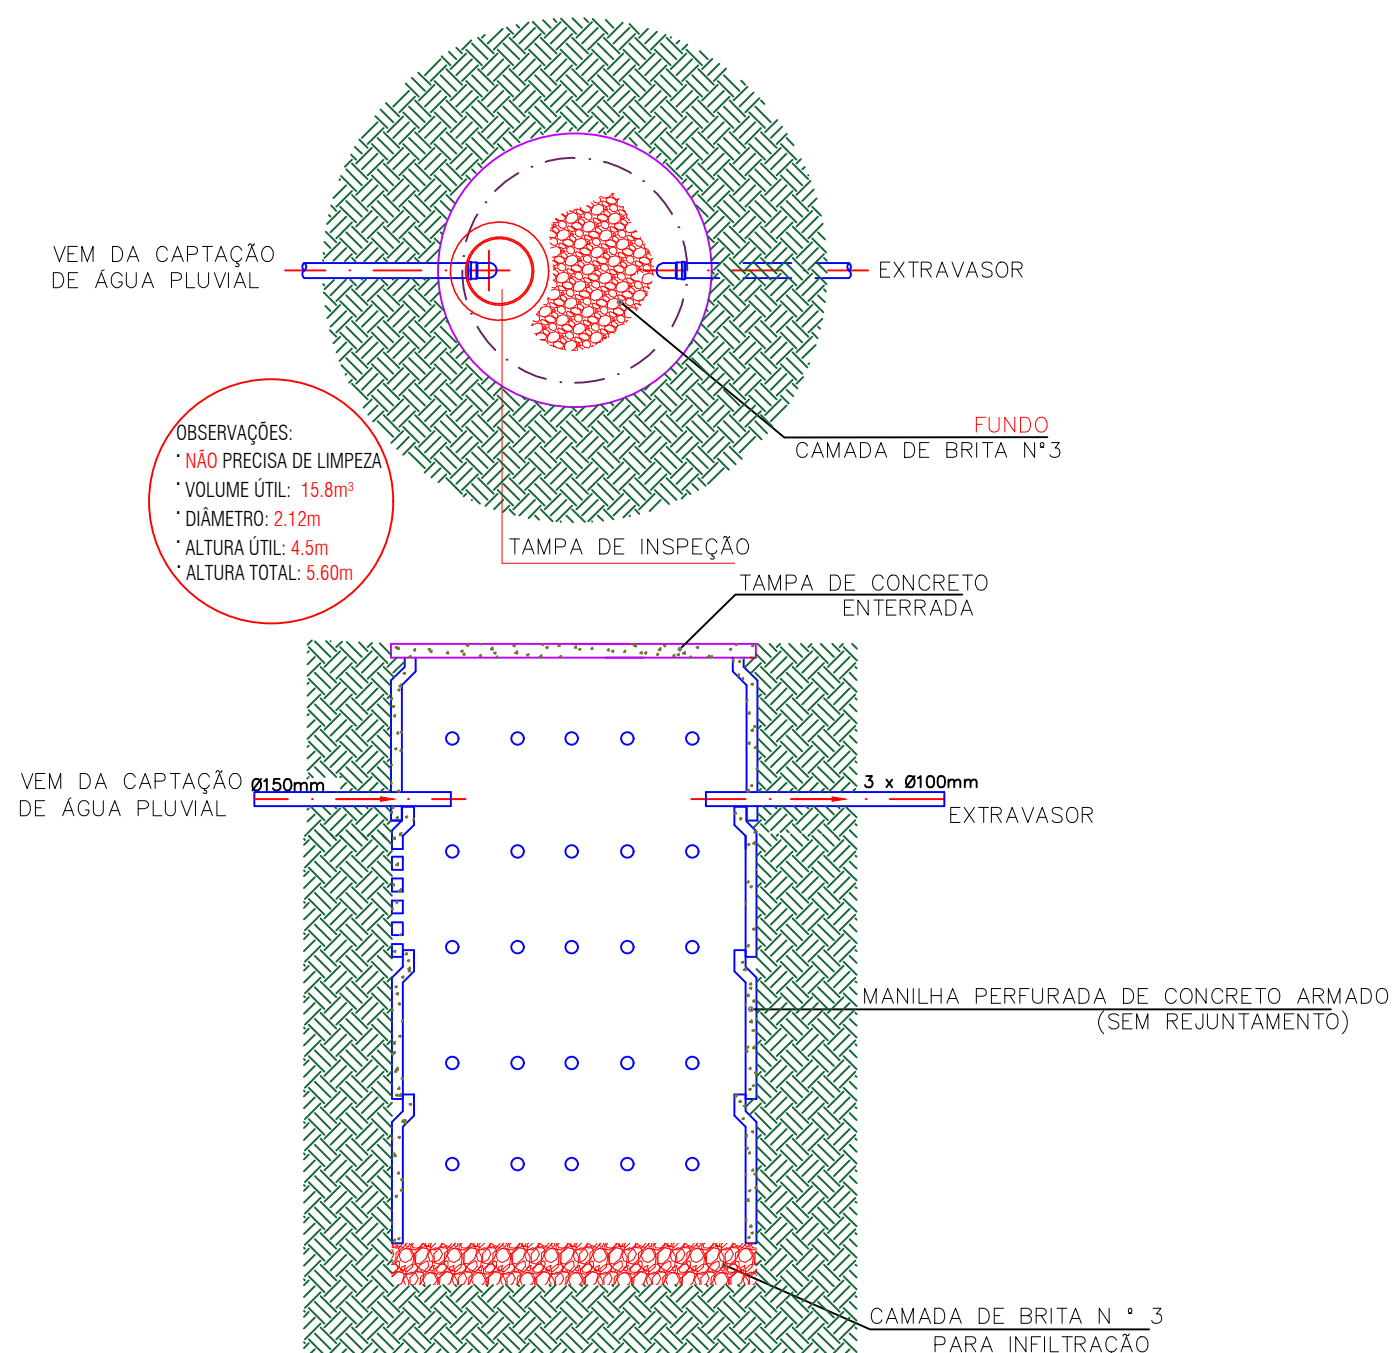 VEM DA CAPTAÇÃO
DE ÁGUA PLUVIAL
EXTRAVASOR
FUNDO
CAMADA DE BRITA N°3
OBSERVAÇÕES:
· NÃO PRECISA DE LIMPEZA
· VOLUME ÚTIL: 15.8m³
· DIÂMETRO: 2.12m
· ALTURA ÚTIL: 4.5m
· ALTURA TOTAL: 5.60m
TAMPA DE INSPEÇÃO
TAMPA DE CONCRETO
ENTERRADA
VEM DA CAPTAÇÃO
DE ÁGUA PLUVIAL
Ø150mm
3 x Ø100mm
EXTRAVASOR
MANILHA PERFURADA DE CONCRETO ARMADO
(SEM REJUNTAMENTO)
CAMADA DE BRITA N ° 3
PARA INFILTRAÇÃO